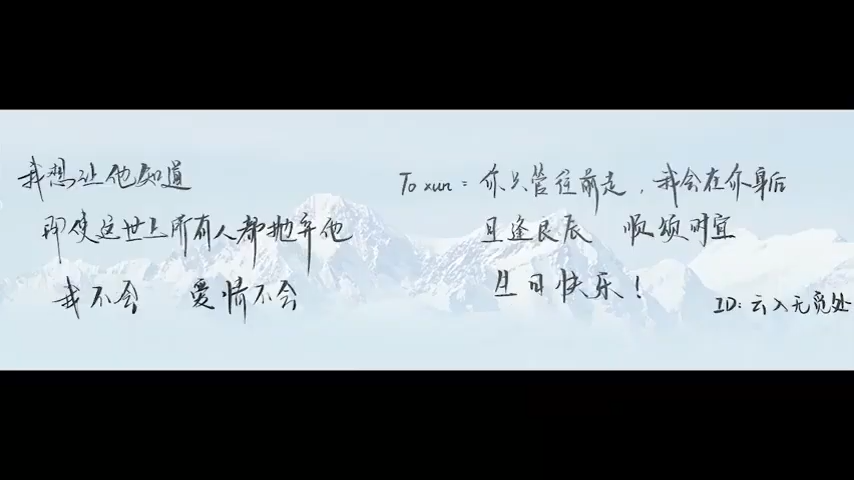 我想让他知道
即使这世上所有人都抛弃他
我不会 爱情不会
To xun：你只管往前走，我会在你身后
且逢良辰 顺颂时宜
生日快乐！
ID：云入无觅处